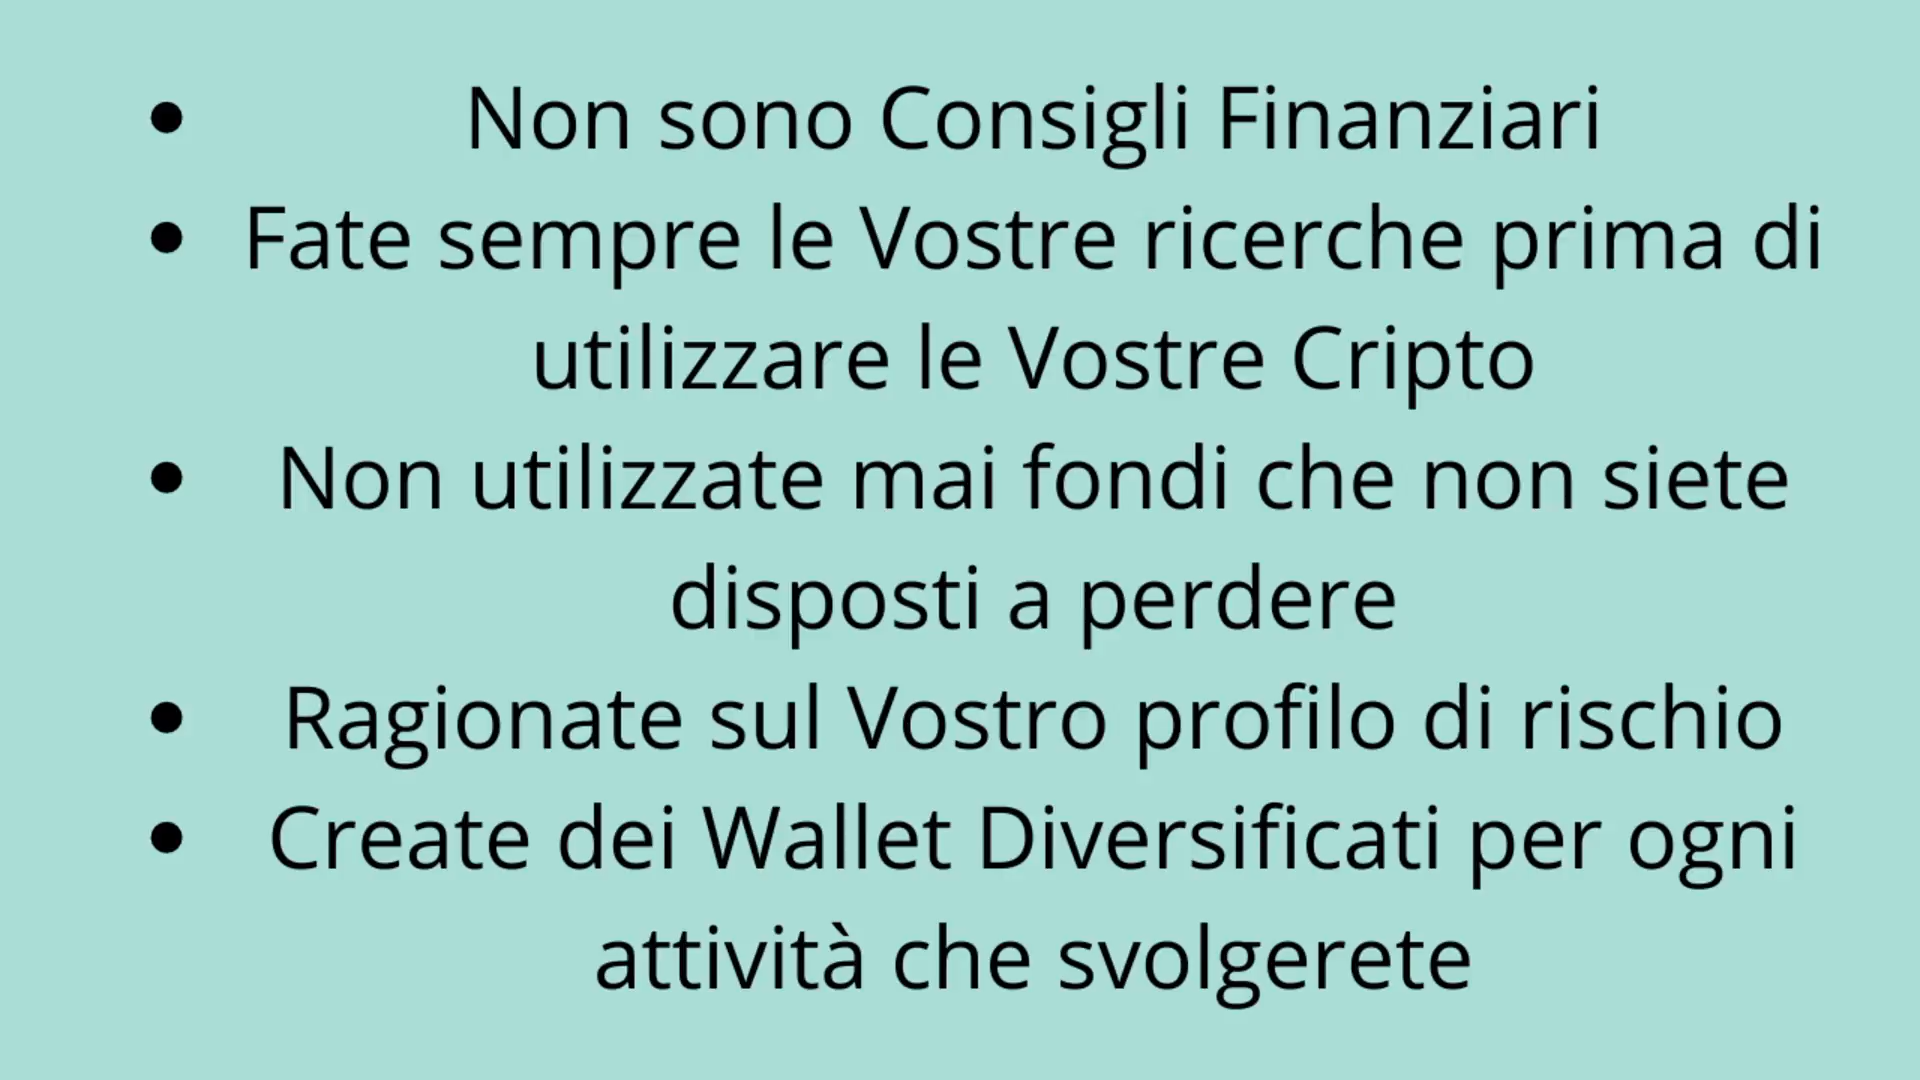 • Non sono Consigli Finanziari
• Fate sempre le Vostre ricerche prima di
utilizzare le Vostre Cripto
• Non utilizzate mai fondi che non siete
disposti a perdere
• Ragionate sul Vostro profilo di rischio
• Create dei Wallet Diversificati per ogni
attività che svolgerete